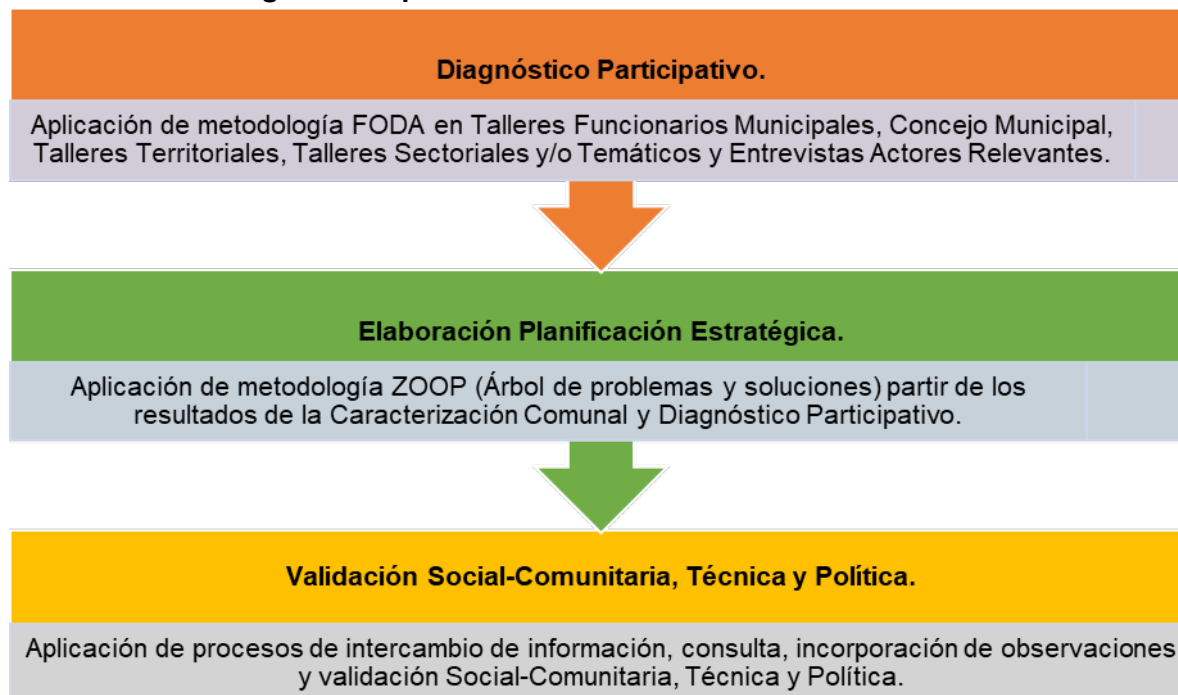 Diagnóstico Participativo.
Aplicación de metodología FODA en Talleres Funcionarios Municipales, Concejo Municipal,
Talleres Territoriales, Talleres Sectoriales y/o Temáticos y Entrevistas Actores Relevantes.
Elaboración Planificación Estratégica.
Aplicación de metodología ZOOP (Árbol de problemas y soluciones) partir de los
resultados de la Caracterización Comunal y Diagnóstico Participativo.
Validación Social-Comunitaria, Técnica y Política.
Aplicación de procesos de intercambio de información, consulta, incorporación de observaciones
y validación Social-Comunitaria, Técnica y Política.